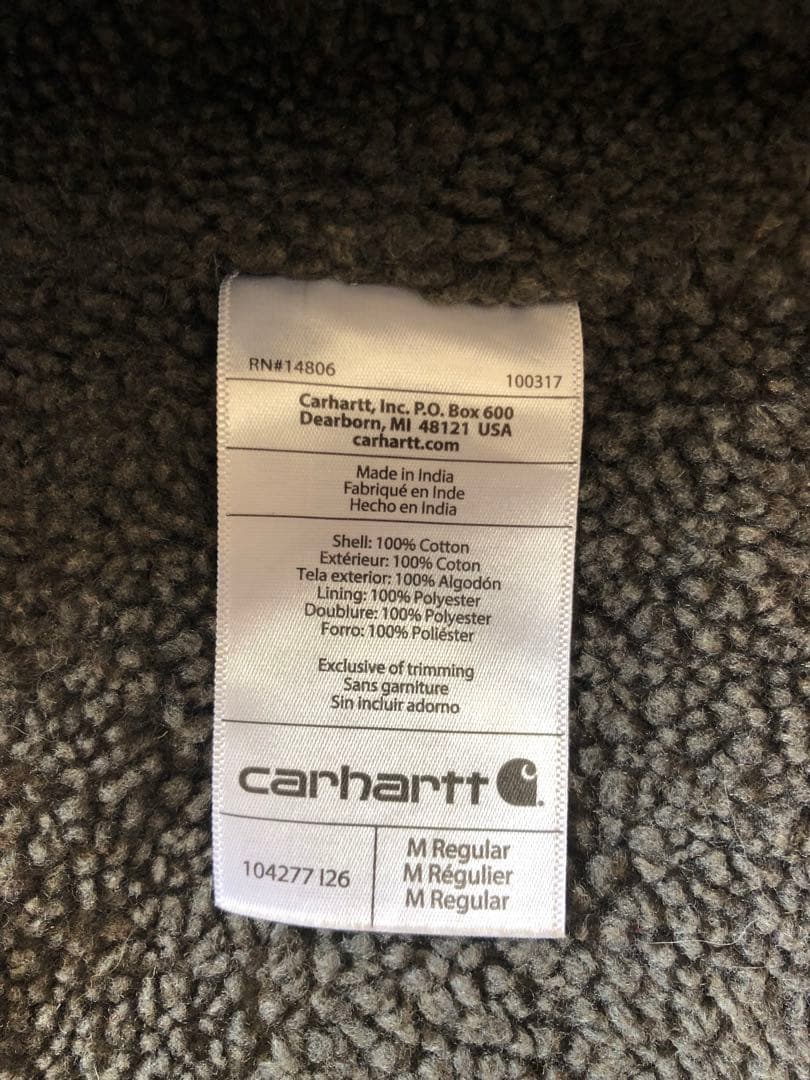 RN#14806
100317
Carhartt, Inc. P.O. Box 600
Dearborn, MI 48121 USA
carhartt.com
Made in India
Fabriqué en Inde
Hecho en India
Shell: 100% Cotton
Extérieur: 100% Coton
Tela exterior: 100% Algodón
Lining: 100% Polyester
Doublure: 100% Polyester
Forro: 100% Poliéster
Exclusive of trimming
Sans garniture
Sin incluir adorno
carhartt
104277 I26
M Regular
M Régulier
M Regular